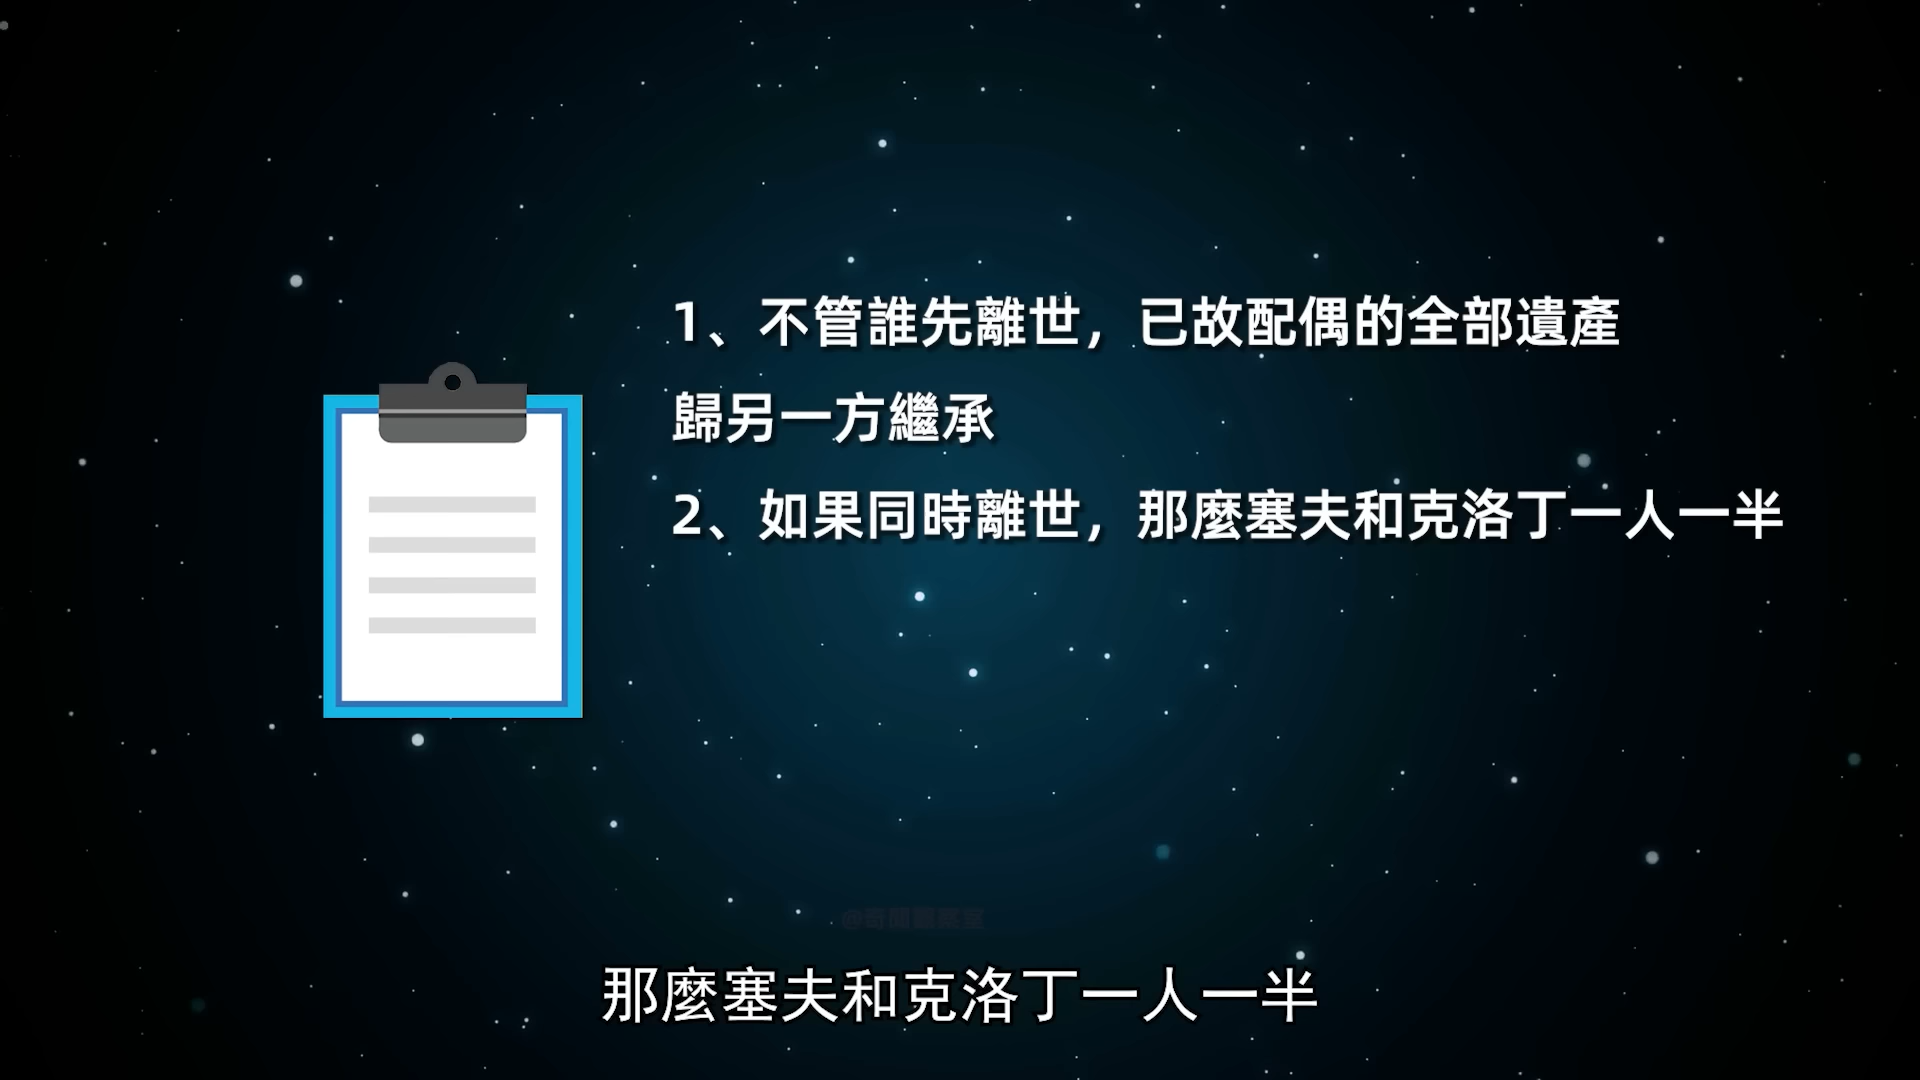 1、不管誰先離世，已故配偶的全部遺產
歸另一方繼承
2、如果同時離世，那麼塞夫和克洛丁一人一半
那麼塞夫和克洛丁一人一半